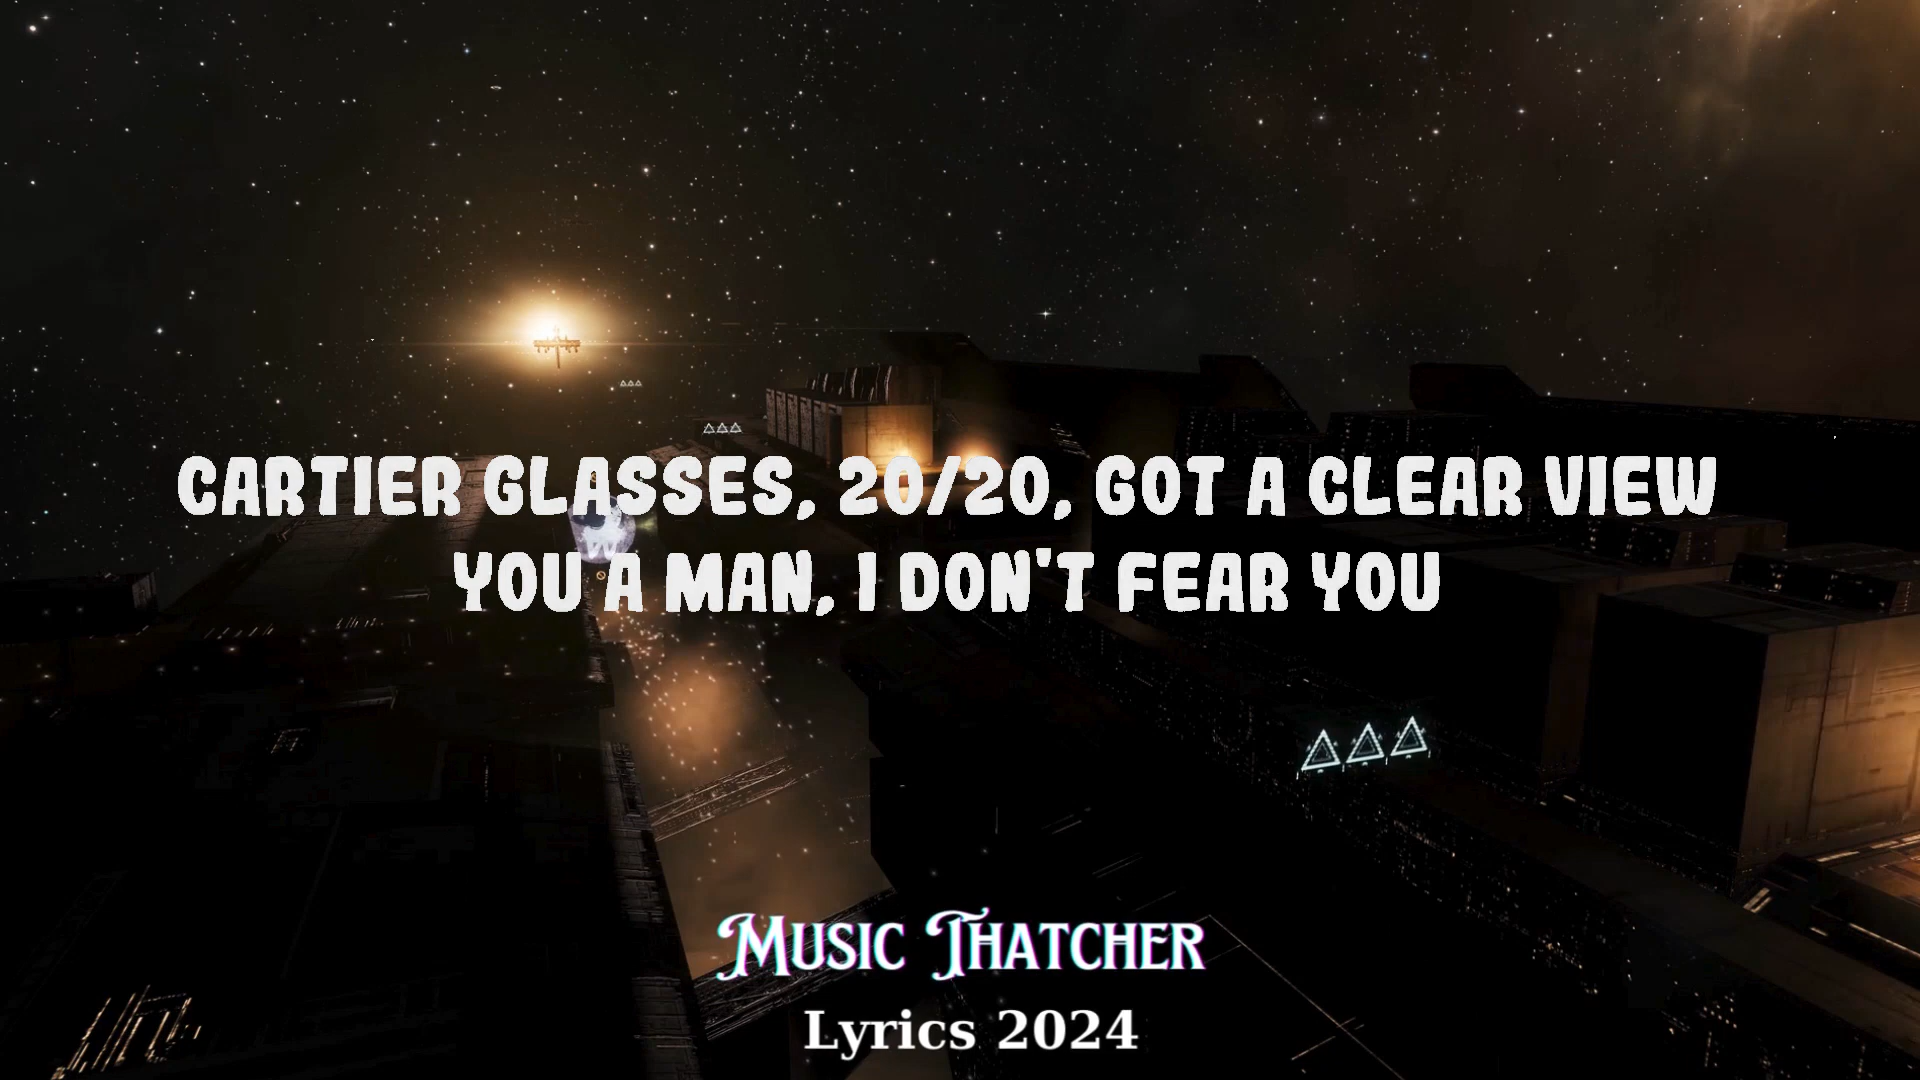 CARTIER GLASSES, 20/20, GOT A CLEAR VIEW
YOU A MAN, I DON'T FEAR YOU
MUSIC THATCHER
Lyrics 2024